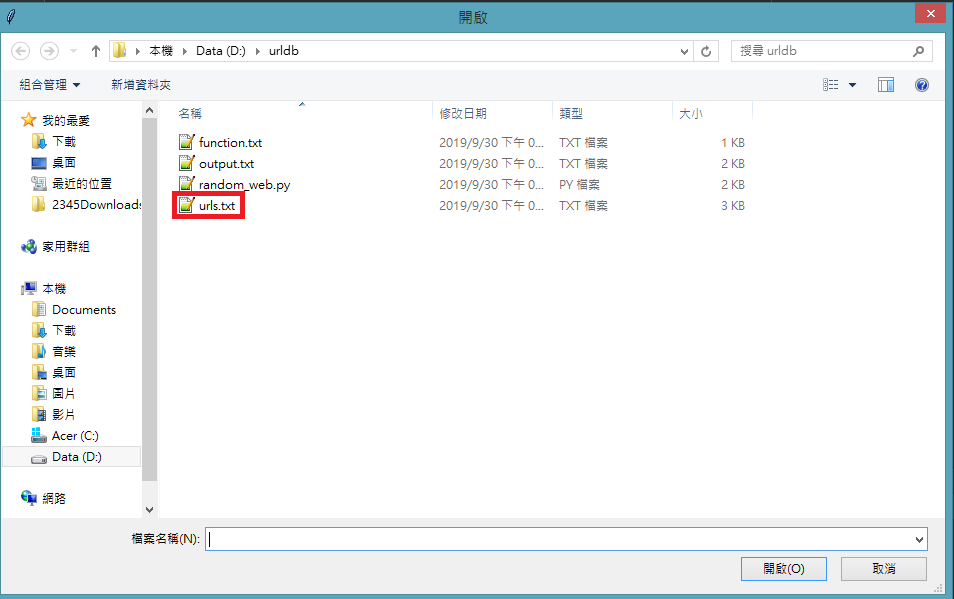 開啟
本機 Data (D:) urldb
搜尋 urldb
組合管理 新增資料夾
我的最愛
下載
桌面
最近的位置
2345Downloads
家用群組
本機
Documents
下載
音樂
桌面
圖片
影片
Acer (C:)
Data (D:)
網路
名稱 修改日期 類型 大小
function.txt 2019/9/30 下午 0... TXT 檔案 1 KB
output.txt 2019/9/30 下午 0... TXT 檔案 2 KB
random_web.py 2019/9/30 下午 0... PY 檔案 2 KB
urls.txt 2019/9/30 下午 0... TXT 檔案 3 KB
檔案名稱(N):
開啟(O) 取消